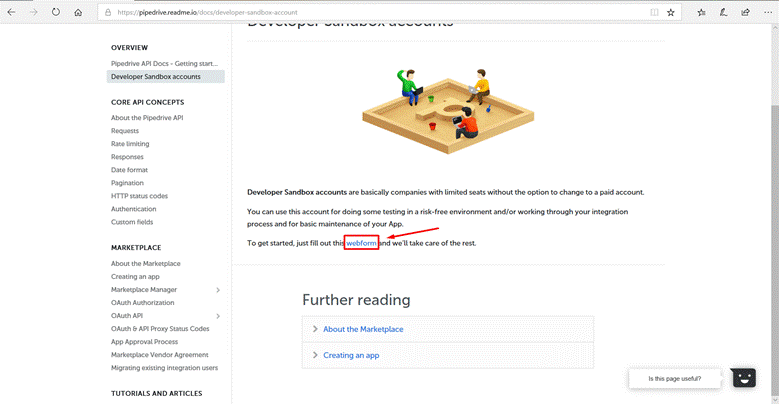 https://pipedrive.readme.io/docs/developer-sandbox-account
Developer Sandbox accounts
OVERVIEW
Pipedrive API Docs - Getting start...
Developer Sandbox accounts
CORE API CONCEPTS
About the Pipedrive API
Requests
Rate limiting
Responses
Date format
Pagination
HTTP status codes
Authentication
Custom fields
MARKETPLACE
About the Marketplace
Creating an app
Marketplace Manager
OAuth Authorization
OAuth API
OAuth & API Proxy Status Codes
App Approval Process
Marketplace Vendor Agreement
Migrating existing integration users
TUTORIALS AND ARTICLES
Developer Sandbox accounts are basically companies with limited seats without the option to change to a paid account.
You can use this account for doing some testing in a risk-free environment and/or working through your integration
process and for basic maintenance of your App.
To get started, just fill out this webform and we'll take care of the rest.
Further reading
About the Marketplace
Creating an app
Is this page useful?